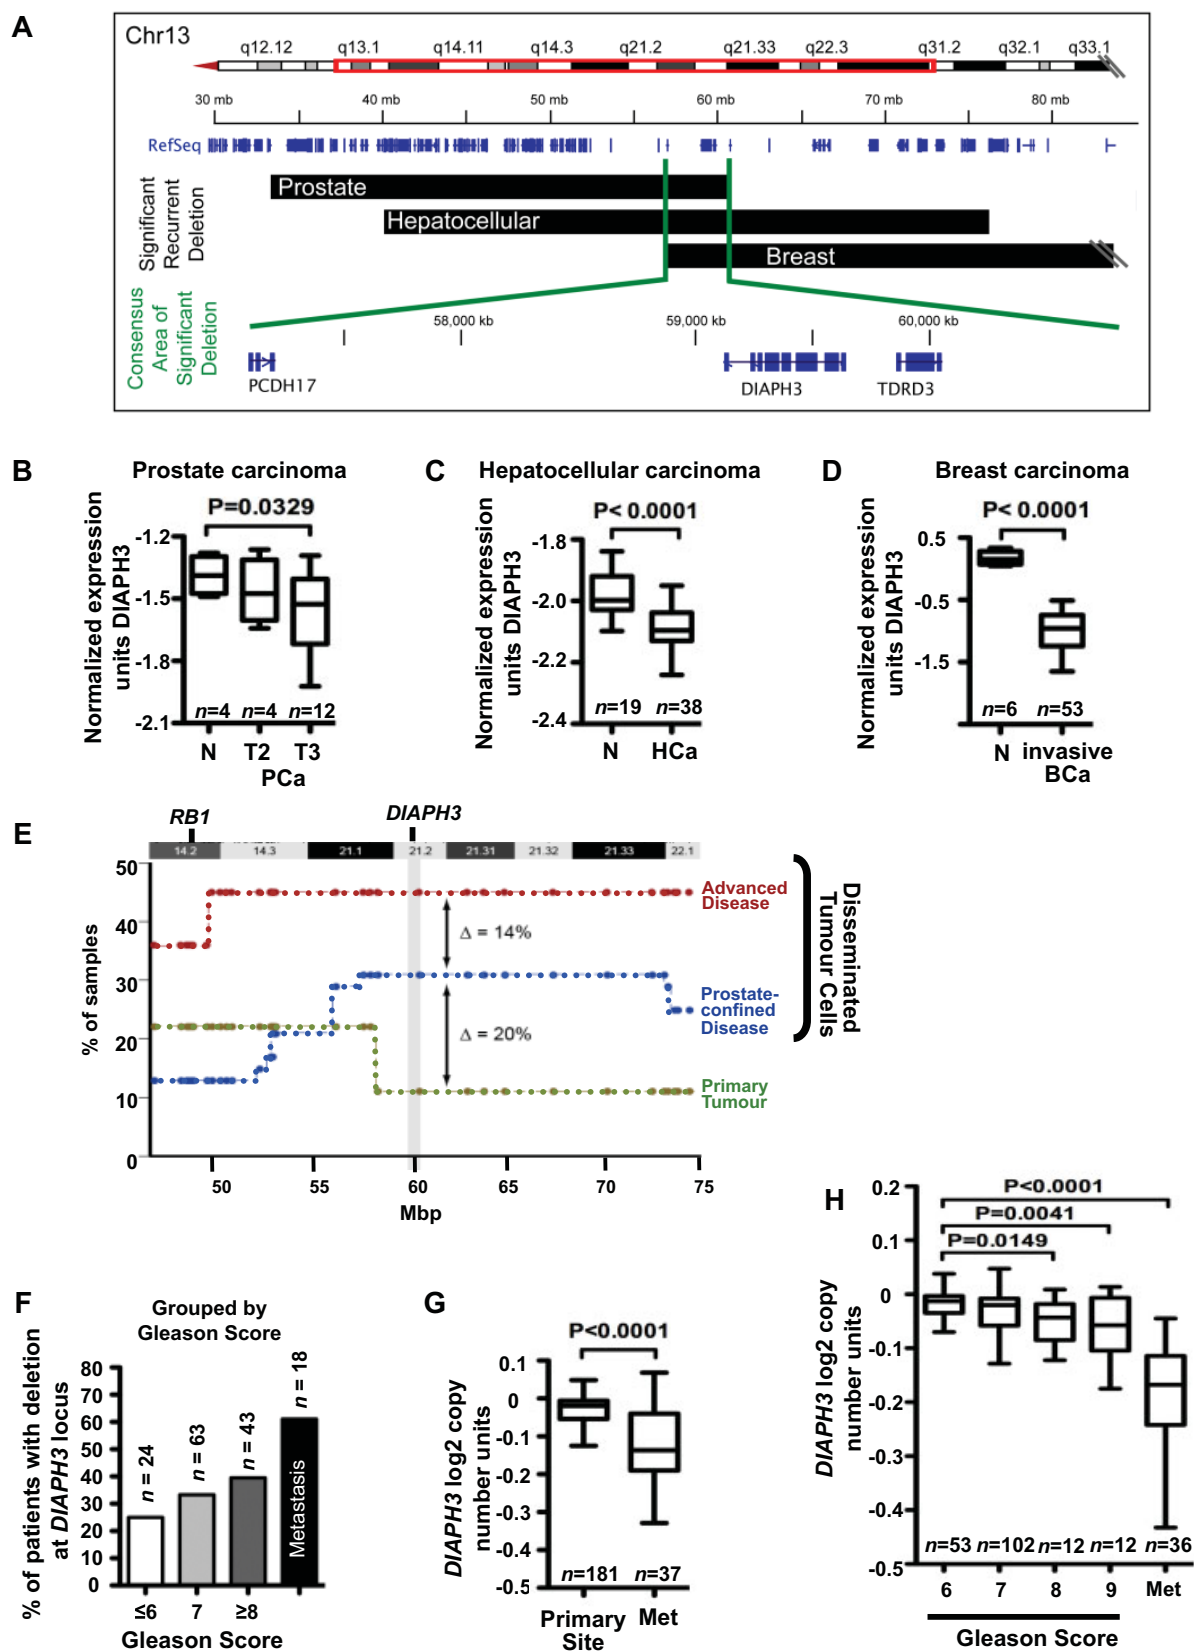 A
Chr13
q12.12 q13.1 q14.11 q14.3 q21.2 q21.33 q22.3 q31.2 q32.1 q33.1
30 mb 40 mb 50 mb 60 mb 70 mb 80 mb
RefSeq
Significant Recurrent Deletion
Prostate
Hepatocellular
Breast
Consensus Area of Significant Deletion
58,000 kb 59,000 kb 60,000 kb
PCDH17 DIAPH3 TDRD3
B
Prostate carcinoma
P=0.0329
Normalized expression units DIAPH3
-1.2
-1.5
-1.8
-2.1
n=4 n=4 n=12
N T2 T3
PCa
C
Hepatocellular carcinoma
P< 0.0001
Normalized expression units DIAPH3
-1.8
-2.0
-2.2
-2.4
n=19 n=38
N HCa
D
Breast carcinoma
P< 0.0001
Normalized expression units DIAPH3
0.5
-0.5
-1.5
n=6 n=53
N invasive
BCa
E
RB1 DIAPH3
14.2 14.3 21.1 21.2 21.31 21.32 21.33 22.1
% of samples
50
40
30
20
10
0
Δ = 14%
Δ = 20%
Advanced
Disease
Prostate-
confined
Disease
Primary
Tumour
Disseminated
Tumour Cells
50 55 60 65 70 75
Mbp
F
Grouped by
Gleason Score
% of patients with deletion
at DIAPH3 locus
80
70
60
50
40
30
20
10
0
n = 24
n = 63
n = 43
n = 18
Metastasis
≤6 7 ≥8
Gleason Score
G
P<0.0001
DIAPH3 log2 copy
number units
0.1
0
-0.1
-0.2
-0.3
-0.4
-0.5
n=181 n=37
Primary Met
Site
H
P<0.0001
P=0.0041
P=0.0149
DIAPH3 log2 copy
number units
0.2
0.1
0
-0.1
-0.2
-0.3
-0.4
-0.5
n=53 n=102 n=12 n=12 n=36
6 7 8 9 Met
Gleason Score